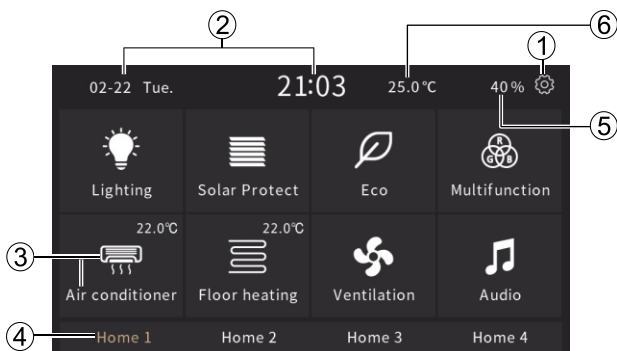 ② ⑥ ①
02-22 Tue. 21:03 25.0℃ 40%
⑤
R
G B
Lighting Solar Protect Eco Multifunction
22.0℃ 22.0℃
③
Air conditioner Floor heating Ventilation Audio
④ Home 1 Home 2 Home 3 Home 4